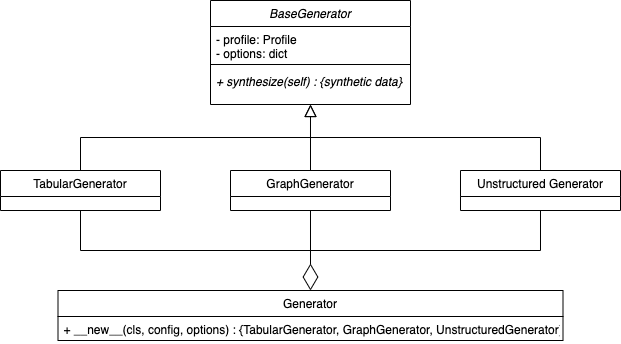 BaseGenerator
- profile: Profile
- options: dict
+ synthesize(self) : {synthetic data}
TabularGenerator
GraphGenerator
Unstructured Generator
Generator
+ __new__(cls, config, options) : {TabularGenerator, GraphGenerator, UnstructuredGenerator